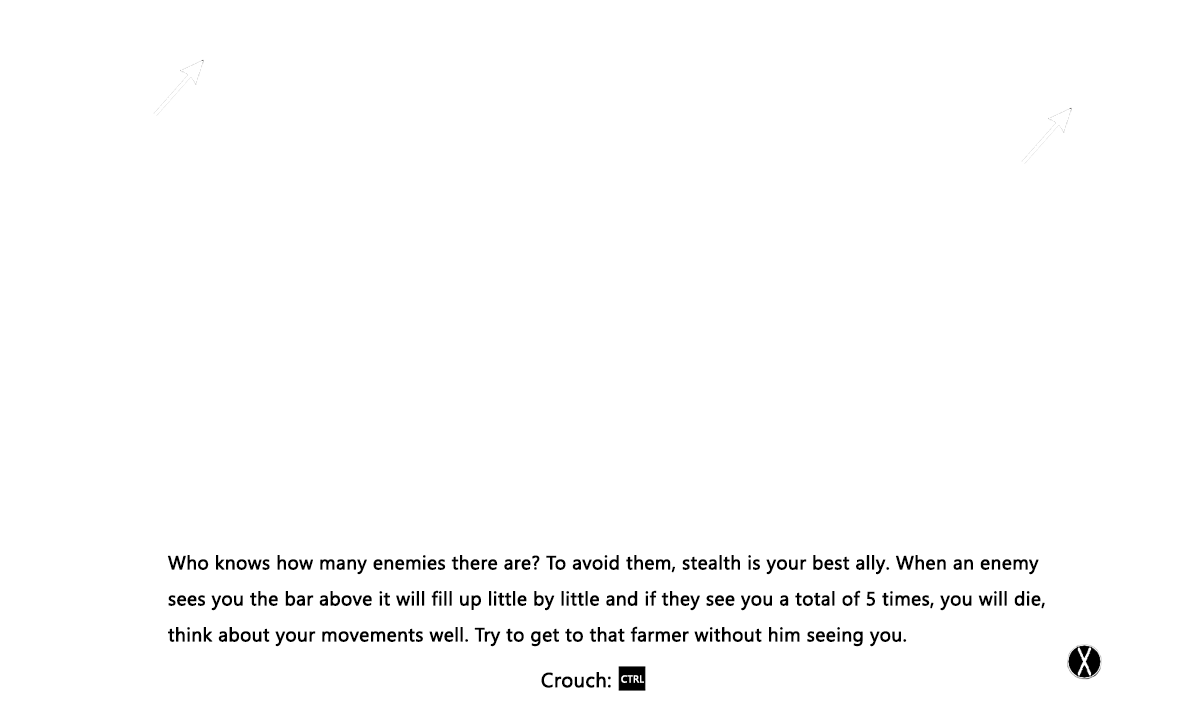 Who knows how many enemies there are? To avoid them, stealth is your best ally. When an enemy
sees you the bar above it will fill up little by little and if they see you a total of 5 times, you will die,
think about your movements well. Try to get to that farmer without him seeing you.
Crouch: CTRL
X